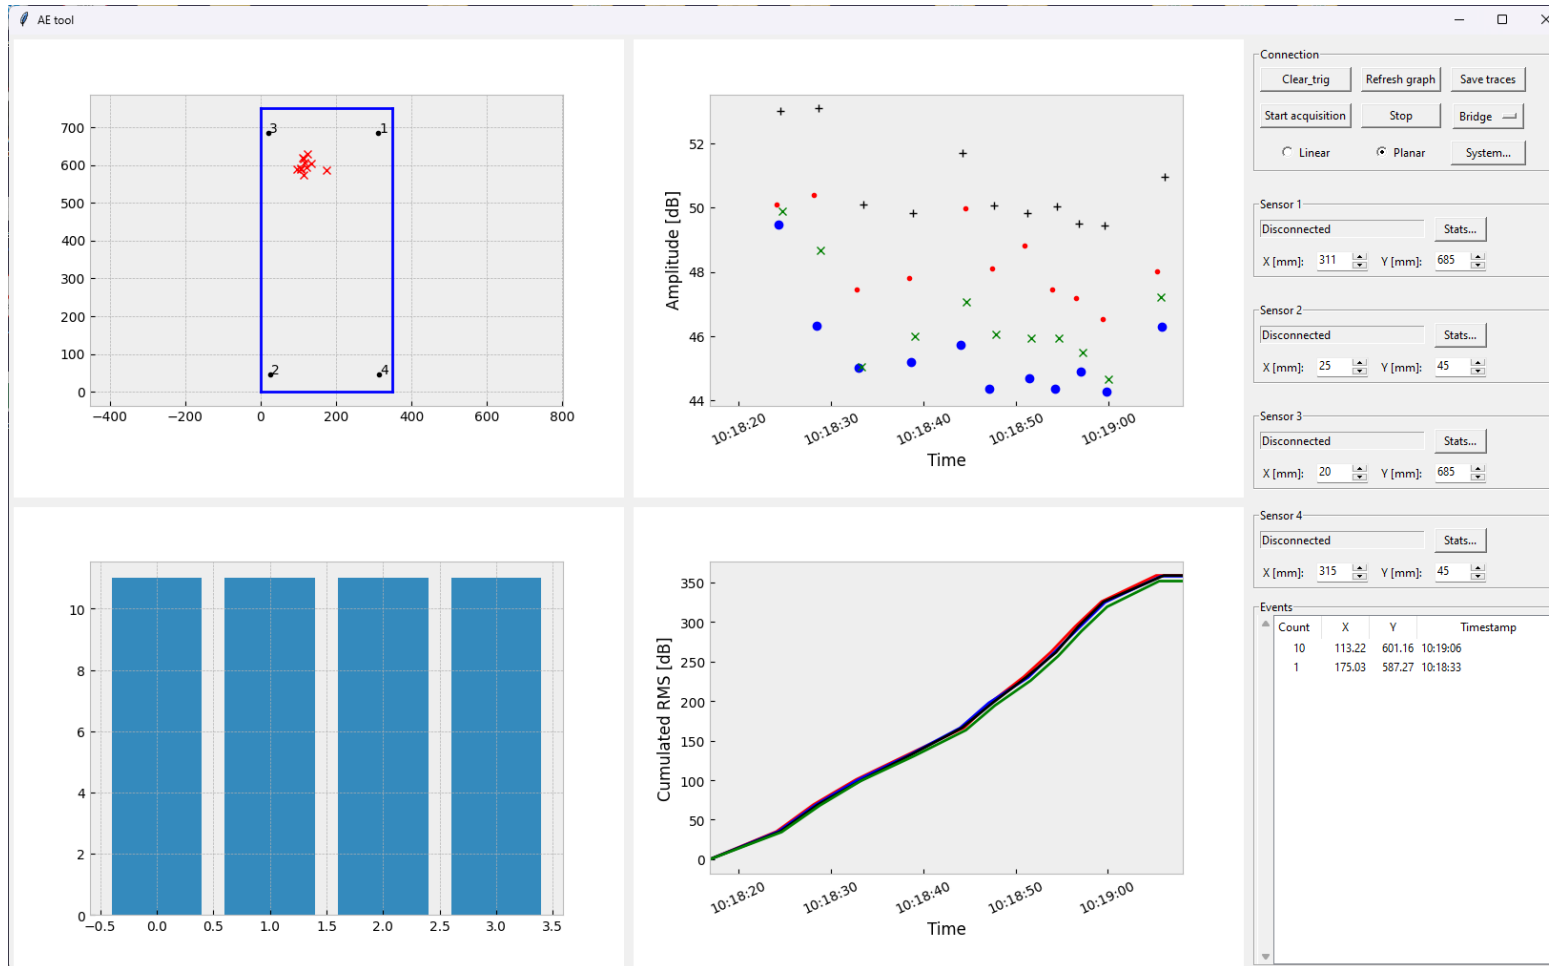 AE tool
700
600
500
400
300
200
100
0
3
1
2
4
−400
−200
0
200
400
600
800
Amplitude [dB]
52
50
48
46
44
10:18:20
10:18:30
10:18:40
10:18:50
10:19:00
Time
10
8
6
4
2
0
−0.5
0.0
0.5
1.0
1.5
2.0
2.5
3.0
3.5
Cumulated RMS [dB]
350
300
250
200
150
100
50
0
10:18:20
10:18:30
10:18:40
10:18:50
10:19:00
Time
Connection
Clear_trig Refresh graph Save traces
Start acquisition Stop Bridge
Linear Planar System...
Sensor 1
Disconnected Stats...
X [mm]: 311 Y [mm]: 685
Sensor 2
Disconnected Stats...
X [mm]: 25 Y [mm]: 45
Sensor 3
Disconnected Stats...
X [mm]: 20 Y [mm]: 685
Sensor 4
Disconnected Stats...
X [mm]: 315 Y [mm]: 45
Events
Count X Y Timestamp
10 113.22 601.16 10:19:06
1 175.03 587.27 10:18:33